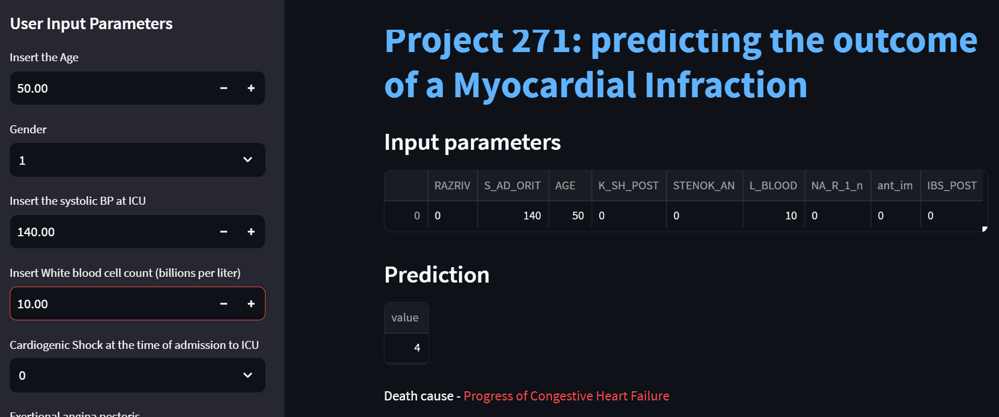 User Input Parameters
Insert the Age
50.00
Gender
1
Insert the systolic BP at ICU
140.00
Insert White blood cell count (billions per liter)
10.00
Cardiogenic Shock at the time of admission to ICU
0
Exertional angina pectoris
Project 271: predicting the outcome
of a Myocardial Infraction
Input parameters
RAZRIV S_AD_ORIT AGE K_SH_POST STENOK_AN L_BLOOD NA_R_1_n ant_im IBS_POST
0 0 140 50 0 0 10 0 0 0
Prediction
value
4
Death cause - Progress of Congestive Heart Failure